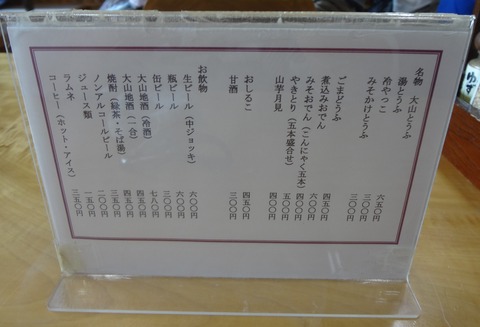 名物 大山とうふ
湯とうふ 六五〇円
冷やっこ 三〇〇円
みそかけとうふ 三〇〇円
ごまどうふ 四五〇円
煮込みおでん 六〇〇円
みそおでん（こんにゃく五本）
やきとり（五本盛合せ） 五〇〇円
山芋月見 四〇〇円
おしるこ 四五〇円
甘酒 三〇〇円
お飲物
生ビール（中ジョッキ） 六〇〇円
瓶ビール 六〇〇円
缶ビール 三〇〇円
大山地酒（冷酒） 七八〇円
大山地酒（一合） 四五〇円
焼酎（緑茶・そば湯） 四五〇円
ノンアルコールビール 三五〇円
ジュース類 二〇〇円
ラムネ 一五〇円
コーヒー（ホット・アイス） 三五〇円
ゆず